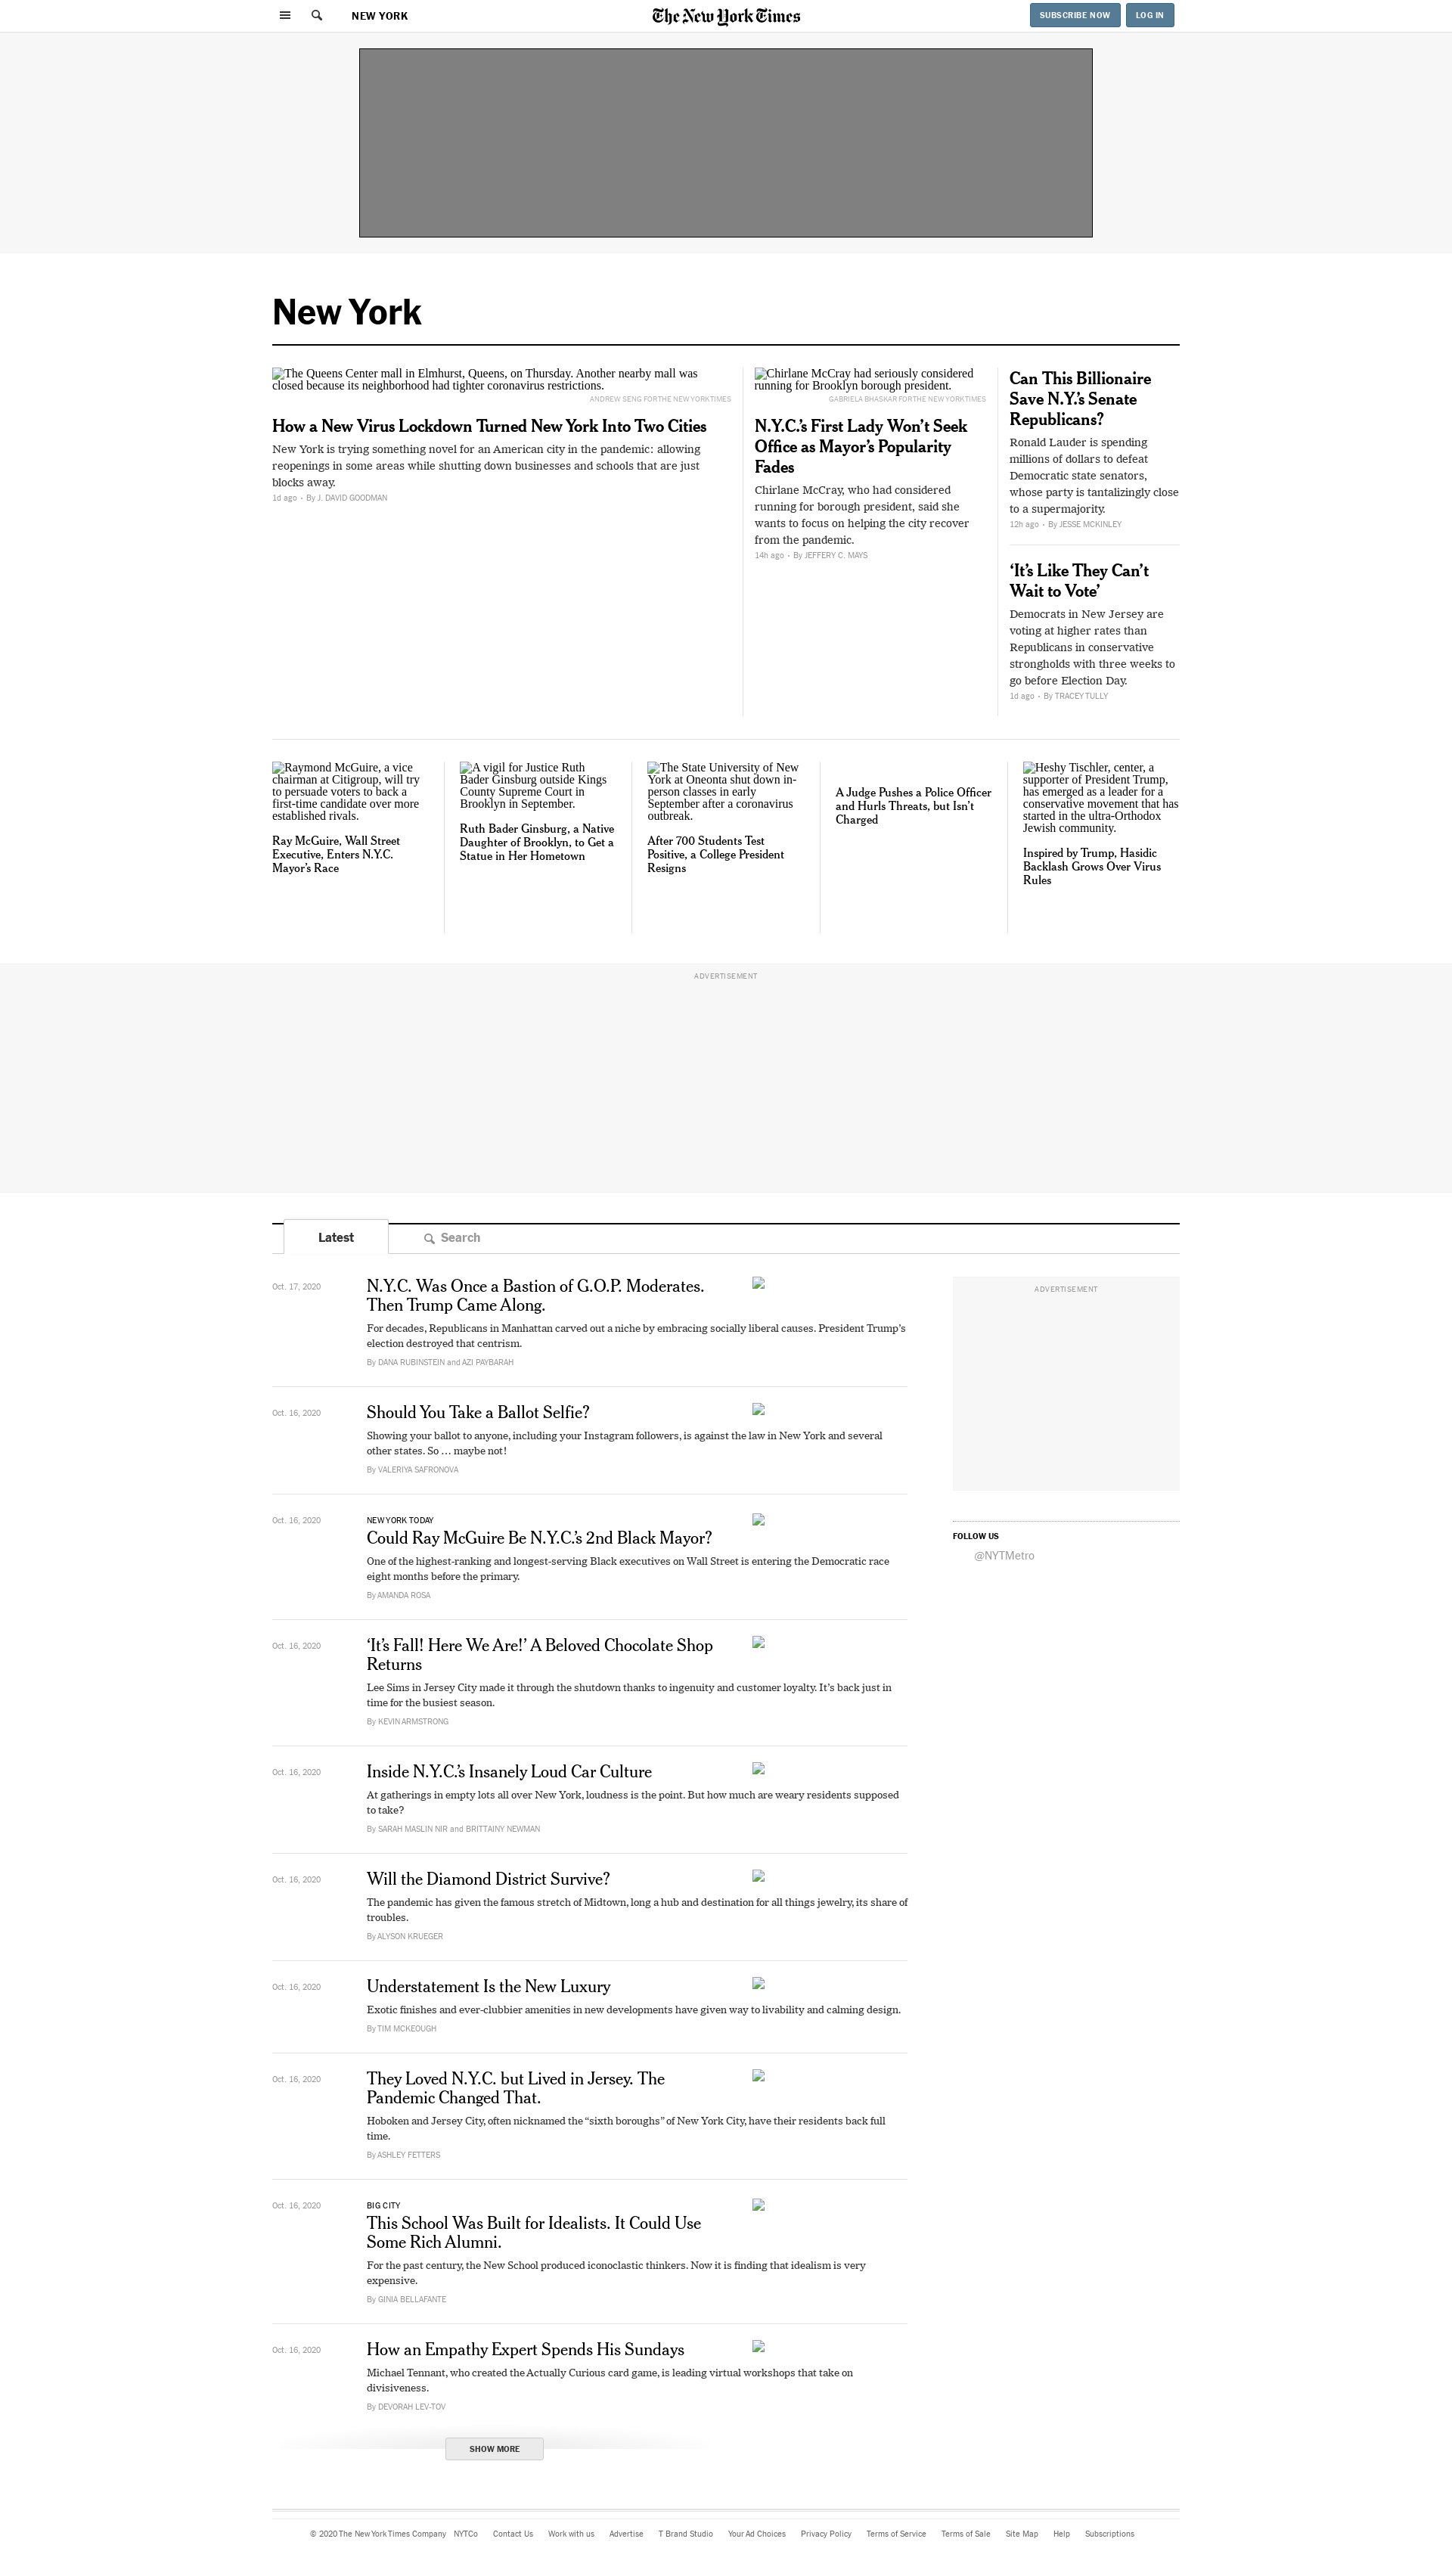 NEW YORK
The New York Times
SUBSCRIBE NOW
LOG IN
New York
The Queens Center mall in Elmhurst, Queens, on Thursday. Another nearby mall was
closed because its neighborhood had tighter coronavirus restrictions.
ANDREW SENG FOR THE NEW YORK TIMES
How a New Virus Lockdown Turned New York Into Two Cities
New York is trying something novel for an American city in the pandemic: allowing
reopenings in some areas while shutting down businesses and schools that are just
blocks away.
1d ago • By J. DAVID GOODMAN
Chirlane McCray had seriously considered
running for Brooklyn borough president.
GABRIELA BHASKAR FOR THE NEW YORK TIMES
N.Y.C.’s First Lady Won’t Seek
Office as Mayor’s Popularity
Fades
Chirlane McCray, who had considered
running for borough president, said she
wants to focus on helping the city recover
from the pandemic.
14h ago • By JEFFERY C. MAYS
Can This Billionaire
Save N.Y.’s Senate
Republicans?
Ronald Lauder is spending
millions of dollars to defeat
Democratic state senators,
whose party is tantalizingly close
to a supermajority.
12h ago • By JESSE MCKINLEY
‘It’s Like They Can’t
Wait to Vote’
Democrats in New Jersey are
voting at higher rates than
Republicans in conservative
strongholds with three weeks to
go before Election Day.
1d ago • By TRACEY TULLY
Raymond McGuire, a vice
chairman at Citigroup, will try
to persuade voters to back a
first-time candidate over more
established rivals.
Ray McGuire, Wall Street
Executive, Enters N.Y.C.
Mayor’s Race
A vigil for Justice Ruth
Bader Ginsburg outside Kings
County Supreme Court in
Brooklyn in September.
Ruth Bader Ginsburg, a Native
Daughter of Brooklyn, to Get a
Statue in Her Hometown
The State University of New
York at Oneonta shut down in-
person classes in early
September after a coronavirus
outbreak.
After 700 Students Test
Positive, a College President
Resigns
A Judge Pushes a Police Officer
and Hurls Threats, but Isn’t
Charged
Heshy Tischler, center, a
supporter of President Trump,
has emerged as a leader for a
conservative movement that has
started in the ultra-Orthodox
Jewish community.
Inspired by Trump, Hasidic
Backlash Grows Over Virus
Rules
ADVERTISEMENT
Latest
Search
Oct. 17, 2020
N.Y.C. Was Once a Bastion of G.O.P. Moderates.
Then Trump Came Along.
For decades, Republicans in Manhattan carved out a niche by embracing socially liberal causes. President Trump’s
election destroyed that centrism.
By DANA RUBINSTEIN and AZI PAYBARAH
ADVERTISEMENT
Oct. 16, 2020
Should You Take a Ballot Selfie?
Showing your ballot to anyone, including your Instagram followers, is against the law in New York and several
other states. So … maybe not!
By VALERIYA SAFRONOVA
Oct. 16, 2020
NEW YORK TODAY
Could Ray McGuire Be N.Y.C.’s 2nd Black Mayor?
One of the highest-ranking and longest-serving Black executives on Wall Street is entering the Democratic race
eight months before the primary.
By AMANDA ROSA
FOLLOW US
@NYTMetro
Oct. 16, 2020
‘It’s Fall! Here We Are!’ A Beloved Chocolate Shop
Returns
Lee Sims in Jersey City made it through the shutdown thanks to ingenuity and customer loyalty. It’s back just in
time for the busiest season.
By KEVIN ARMSTRONG
Oct. 16, 2020
Inside N.Y.C.’s Insanely Loud Car Culture
At gatherings in empty lots all over New York, loudness is the point. But how much are weary residents supposed
to take?
By SARAH MASLIN NIR and BRITTAINY NEWMAN
Oct. 16, 2020
Will the Diamond District Survive?
The pandemic has given the famous stretch of Midtown, long a hub and destination for all things jewelry, its share of
troubles.
By ALYSON KRUEGER
Oct. 16, 2020
Understatement Is the New Luxury
Exotic finishes and ever-clubbier amenities in new developments have given way to livability and calming design.
By TIM MCKEOUGH
Oct. 16, 2020
They Loved N.Y.C. but Lived in Jersey. The
Pandemic Changed That.
Hoboken and Jersey City, often nicknamed the “sixth boroughs” of New York City, have their residents back full
time.
By ASHLEY FETTERS
Oct. 16, 2020
BIG CITY
This School Was Built for Idealists. It Could Use
Some Rich Alumni.
For the past century, the New School produced iconoclastic thinkers. Now it is finding that idealism is very
expensive.
By GINIA BELLAFANTE
Oct. 16, 2020
How an Empathy Expert Spends His Sundays
Michael Tennant, who created the Actually Curious card game, is leading virtual workshops that take on
divisiveness.
By DEVORAH LEV-TOV
SHOW MORE
© 2020 The New York Times Company NYTCo Contact Us Work with us Advertise T Brand Studio Your Ad Choices Privacy Policy Terms of Service Terms of Sale Site Map Help Subscriptions